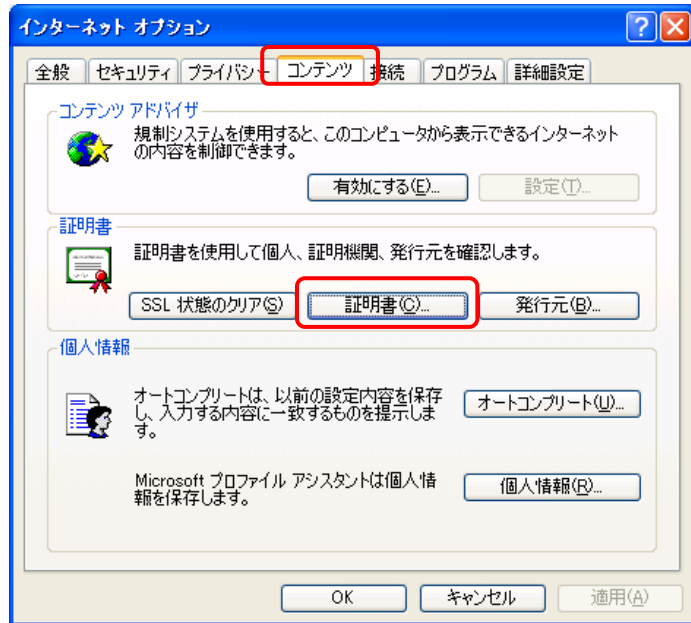 インターネット オプション
全般 セキュリティ プライバシー コンテンツ 接続 プログラム 詳細設定
コンテンツ アドバイザ
規制システムを使用すると、このコンピュータから表示できるインターネット
の内容を制御できます。
有効にする(E)... 設定(T)...
証明書
証明書を使用して個人、証明機関、発行元を確認します。
SSL 状態のクリア(S) 証明書(C)... 発行元(B)...
個人情報
オートコンプリートは、以前の設定内容を保存
し、入力する内容に一致するものを提示しま
す。
オートコンプリート(U)...
Microsoft プロファイル アシスタントは個人情
報を保存します。
個人情報(R)...
OK キャンセル 適用(A)